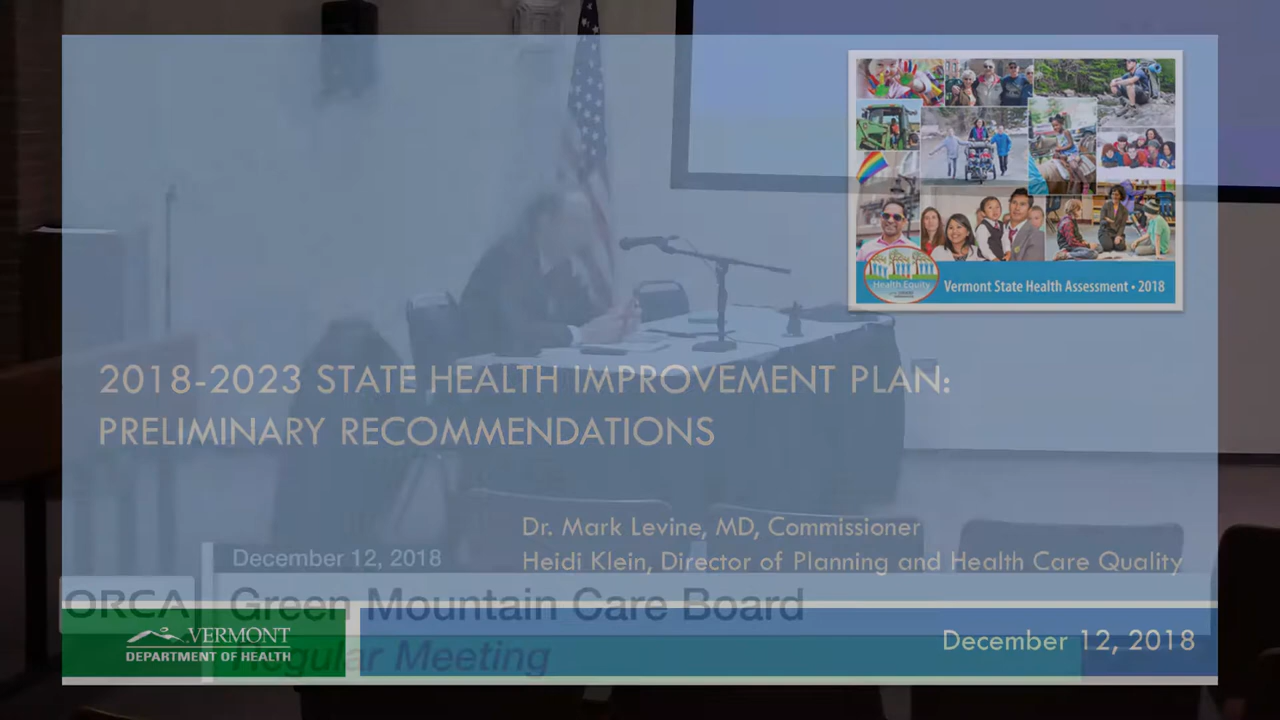 Health Equity
Vermont State Health Assessment • 2018
2018-2023 STATE HEALTH IMPROVEMENT PLAN:
PRELIMINARY RECOMMENDATIONS
Dr. Mark Levine, MD, Commissioner
Heidi Klein, Director of Planning and Health Care Quality
December 12, 2018
ORCA
Green Mountain Care Board
Regular Meeting
VERMONT
DEPARTMENT OF HEALTH
December 12, 2018